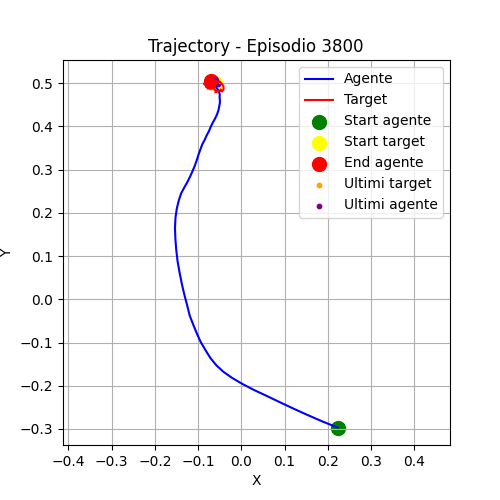 Trajectory - Episodio 3800
Agente
Target
Start agente
Start target
End agente
Ultimi target
Ultimi agente
0.5
0.4
0.3
0.2
0.1
0.0
−0.1
−0.2
−0.3
Y
−0.4 −0.3 −0.2 −0.1 0.0 0.1 0.2 0.3 0.4
X